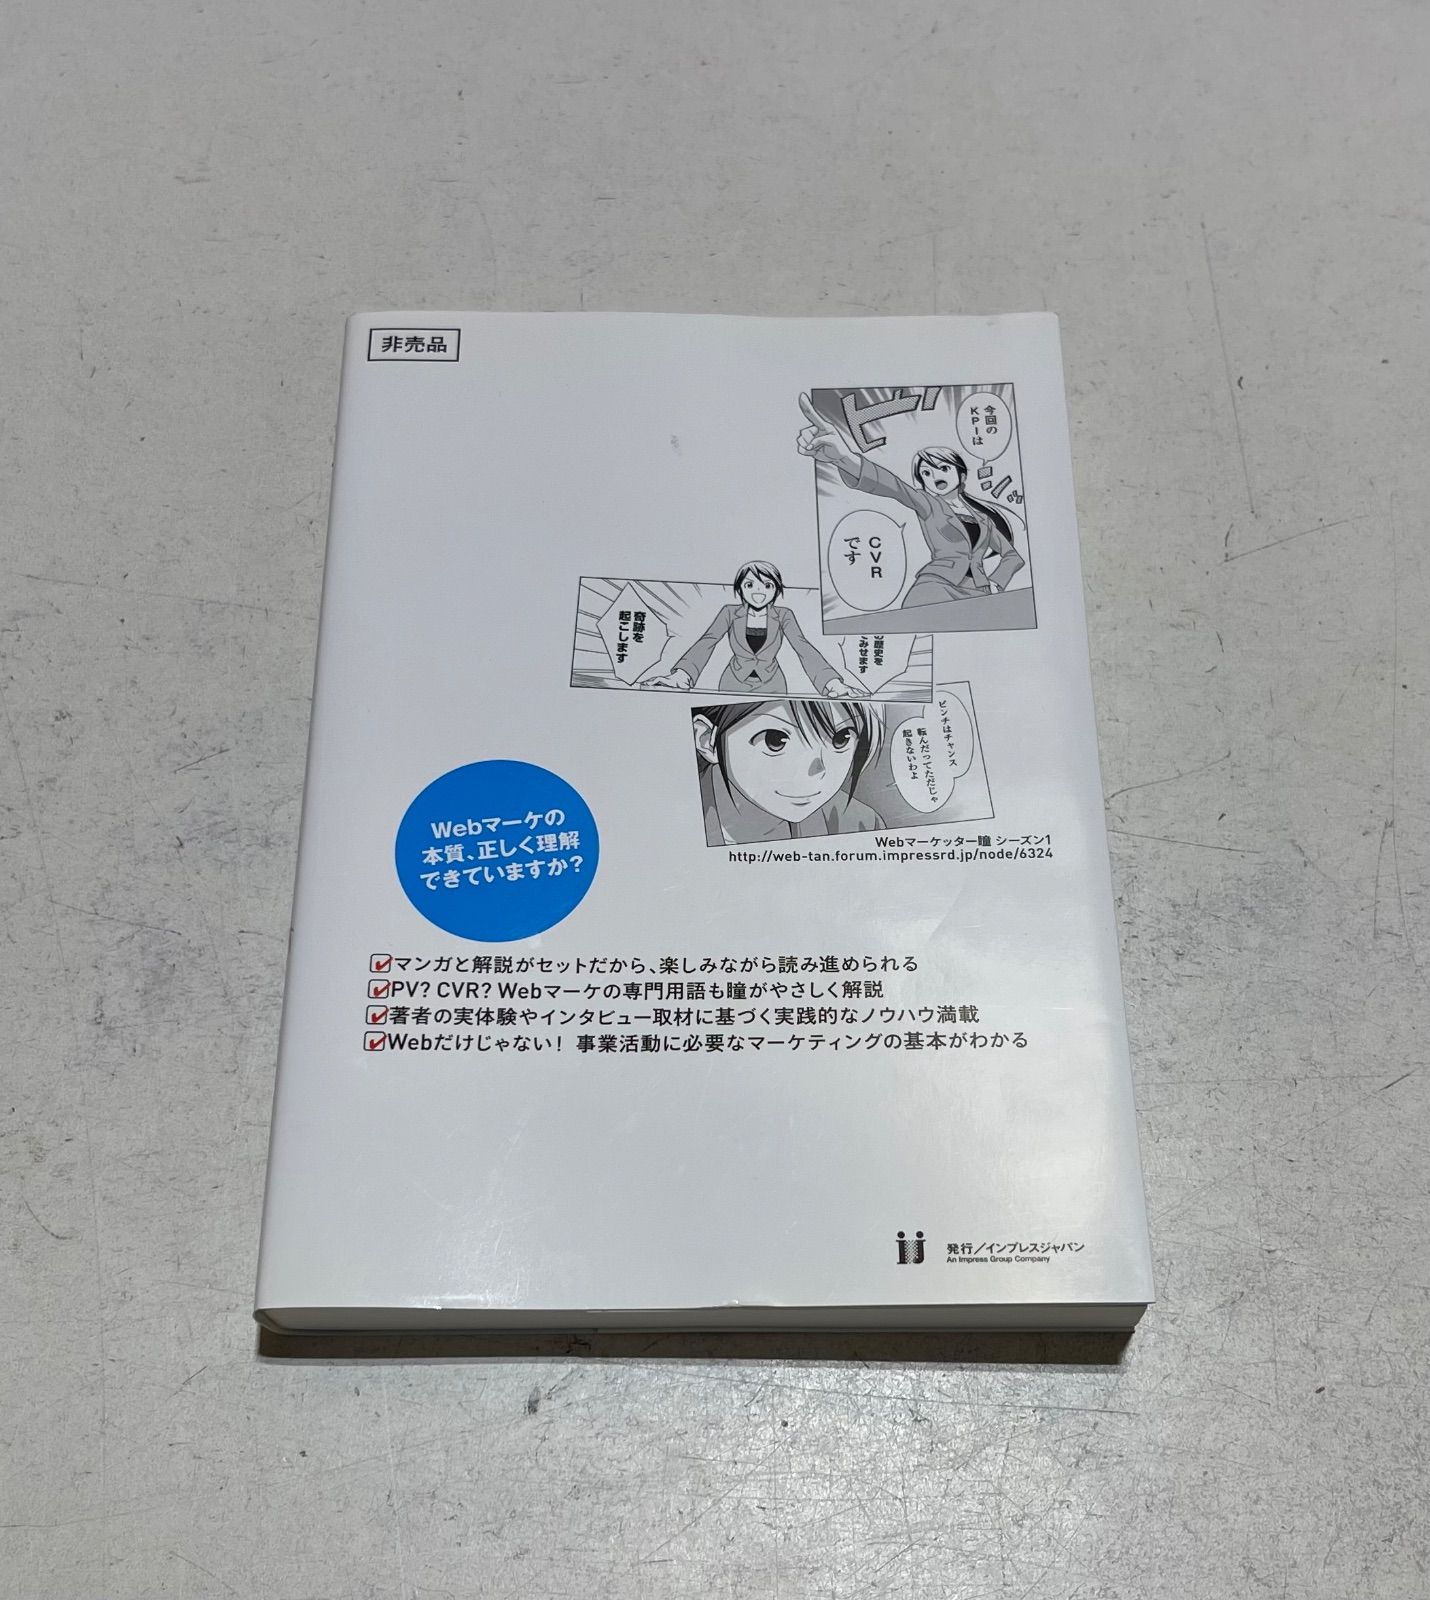 非売品
今回の
KPIは
ビシッ
CVR
です
奇跡を
起こします
の歴史を
みせます
ピンチはチャンス
転んだってただじゃ
起きないわよ
Webマーケッター瞳 シーズン1
http://web-tan.forum.impressrd.jp/node/6324
Webマーケの
本質、正しく理解
できていますか?
マンガと解説がセットだから、楽しみながら読み進められる
PV? CVR? Webマーケの専門用語も瞳がやさしく解説
著者の実体験やインタビュー取材に基づく実践的なノウハウ満載
Webだけじゃない! 事業活動に必要なマーケティングの基本がわかる
発行/インプレスジャパン
An Impress Group Company